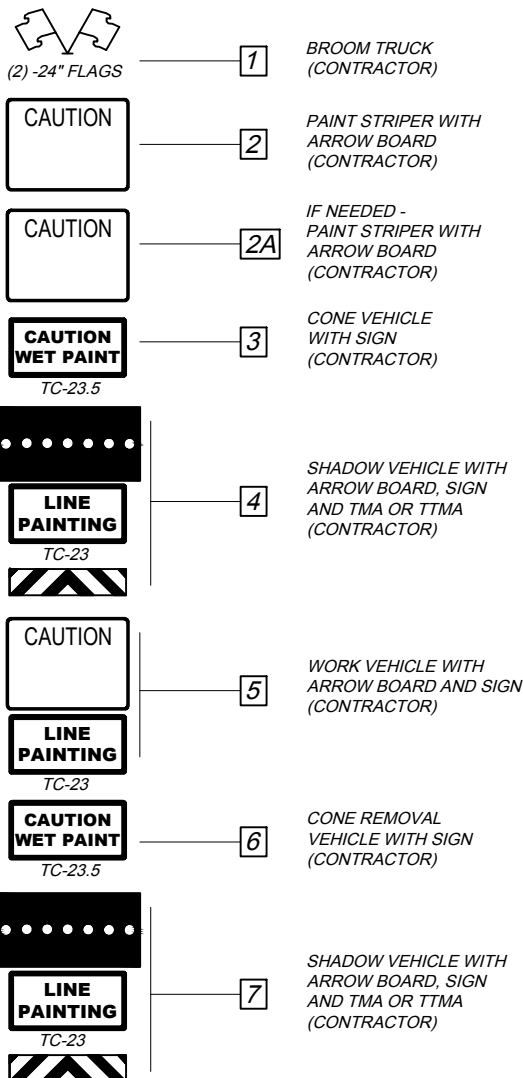 (2) -24" FLAGS
1
BROOM TRUCK
(CONTRACTOR)
CAUTION
2
PAINT STRIPER WITH
ARROW BOARD
(CONTRACTOR)
CAUTION
2A
IF NEEDED -
PAINT STRIPER WITH
ARROW BOARD
(CONTRACTOR)
CAUTION
WET PAINT
TC-23.5
3
CONE VEHICLE
WITH SIGN
(CONTRACTOR)
LINE
PAINTING
TC-23
4
SHADOW VEHICLE WITH
ARROW BOARD, SIGN
AND TMA OR TTMA
(CONTRACTOR)
CAUTION
LINE
PAINTING
TC-23
5
WORK VEHICLE WITH
ARROW BOARD AND SIGN
(CONTRACTOR)
CAUTION
WET PAINT
TC-23.5
6
CONE REMOVAL
VEHICLE WITH SIGN
(CONTRACTOR)
LINE
PAINTING
TC-23
7
SHADOW VEHICLE WITH
ARROW BOARD, SIGN
AND TMA OR TTMA
(CONTRACTOR)